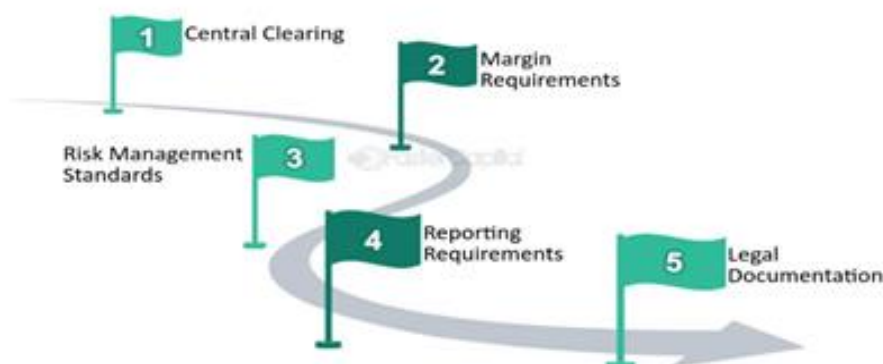 1 Central Clearing
2 Margin
Requirements
3 Risk Management
Standards
4 Reporting
Requirements
5 Legal
Documentation